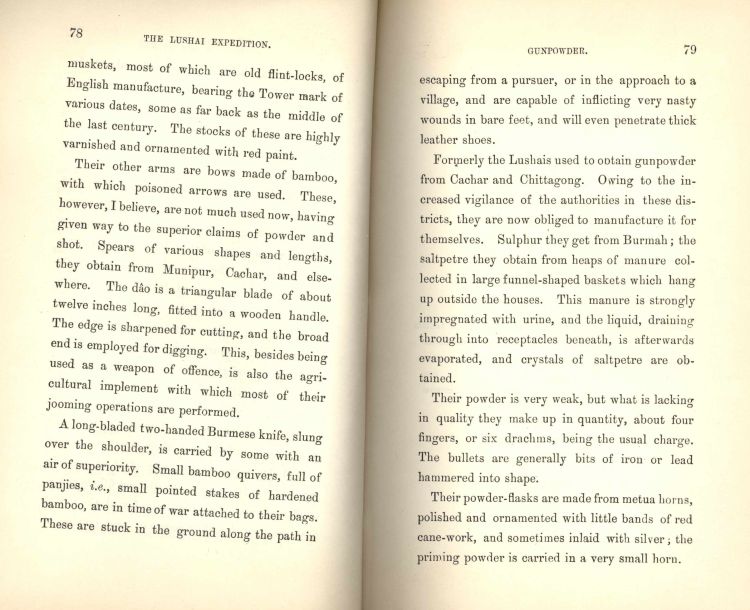 78
THE LUSHAI EXPEDITION.
muskets, most of which are old flint-locks, of
English manufacture, bearing the Tower mark of
various dates, some as far back as the middle of
the last century. The stocks of these are highly
varnished and ornamented with red paint.
Their other arms are bows made of bamboo,
with which poisoned arrows are used. These,
however, I believe, are not much used now, having
given way to the superior claims of powder and
shot. Spears of various shapes and lengths,
they obtain from Munipur, Cachar, and else-
where. The dâo is a triangular blade of about
twelve inches long, fitted into a wooden handle.
The edge is sharpened for cutting, and the broad
end is employed for digging. This, besides being
used as a weapon of offence, is also the agri-
cultural implement with which most of their
jooming operations are performed.
A long-bladed two-handed Burmese knife, slung
over the shoulder, is carried by some with an
air of superiority. Small bamboo quivers, full of
panjies, i.e., small pointed stakes of hardened
bamboo, are in time of war attached to their bags.
These are stuck in the ground along the path in
GUNPOWDER.
79
escaping from a pursuer, or in the approach to a
village, and are capable of inflicting very nasty
wounds in bare feet, and will even penetrate thick
leather shoes.
Formerly the Lushais used to obtain gunpowder
from Cachar and Chittagong. Owing to the in-
creased vigilance of the authorities in these dis-
tricts, they are now obliged to manufacture it for
themselves. Sulphur they get from Burmah; the
saltpetre they obtain from heaps of manure col-
lected in large funnel-shaped baskets which hang
up outside the houses. This manure is strongly
impregnated with urine, and the liquid, draining
through into receptacles beneath, is afterwards
evaporated, and crystals of saltpetre are ob-
tained.
Their powder is very weak, but what is lacking
in quality they make up in quantity, about four
fingers, or six drachms, being the usual charge.
The bullets are generally bits of iron or lead
hammered into shape.
Their powder-flasks are made from metua horns,
polished and ornamented with little bands of red
cane-work, and sometimes inlaid with silver; the
priming powder is carried in a very small horn.